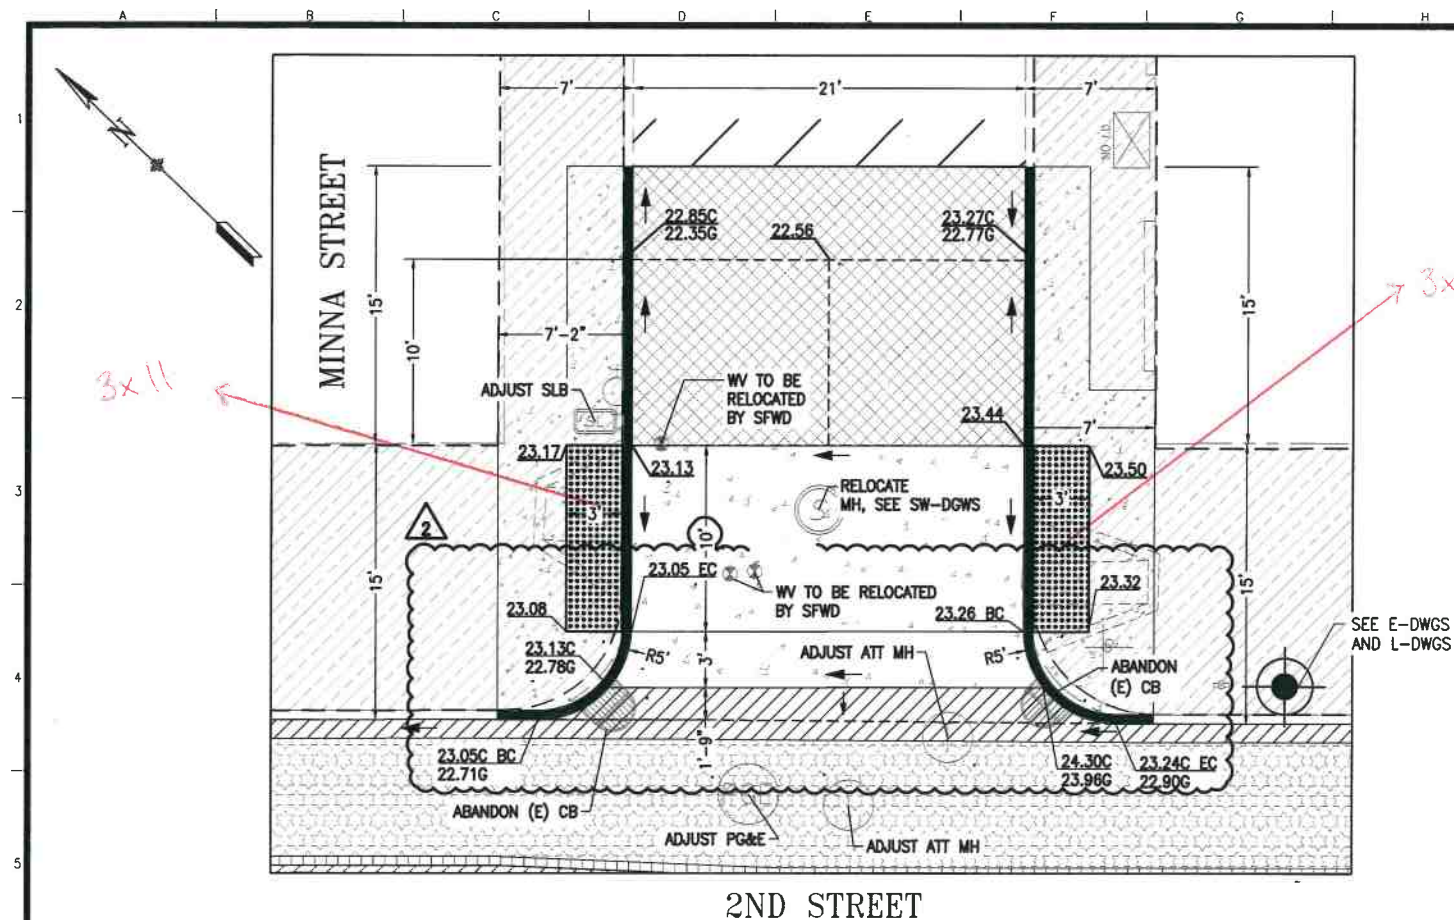 A B C D E F G H
1
2
3
4
5
N
MINNA STREET
7'
21'
7'
NO I.D.
22.85C
22.35G
22.56
23.27C
22.77G
15'
10'
15'
7'-2"
3x
3x11
ADJUST SLB
WV TO BE
RELOCATED
BY SFWD
23.44
7'
23.17
23.13
23.50
RELOCATE
MH, SEE SW-DGWS
3'
3'
2
10'
23.05 EC
WV TO BE RELOCATED
BY SFWD
23.08
23.26 BC
23.32
15'
15'
SEE E-DWGS
AND L-DWGS
23.13C
22.78G
R5'
3'
ADJUST ATT MH
R5'
ABANDON
(E) CB
23.05C BC
22.71G
1'-9"
24.30C
23.96G
23.24C EC
22.90G
ABANDON (E) CB
ADJUST PG&E
ADJUST ATT MH
2ND STREET